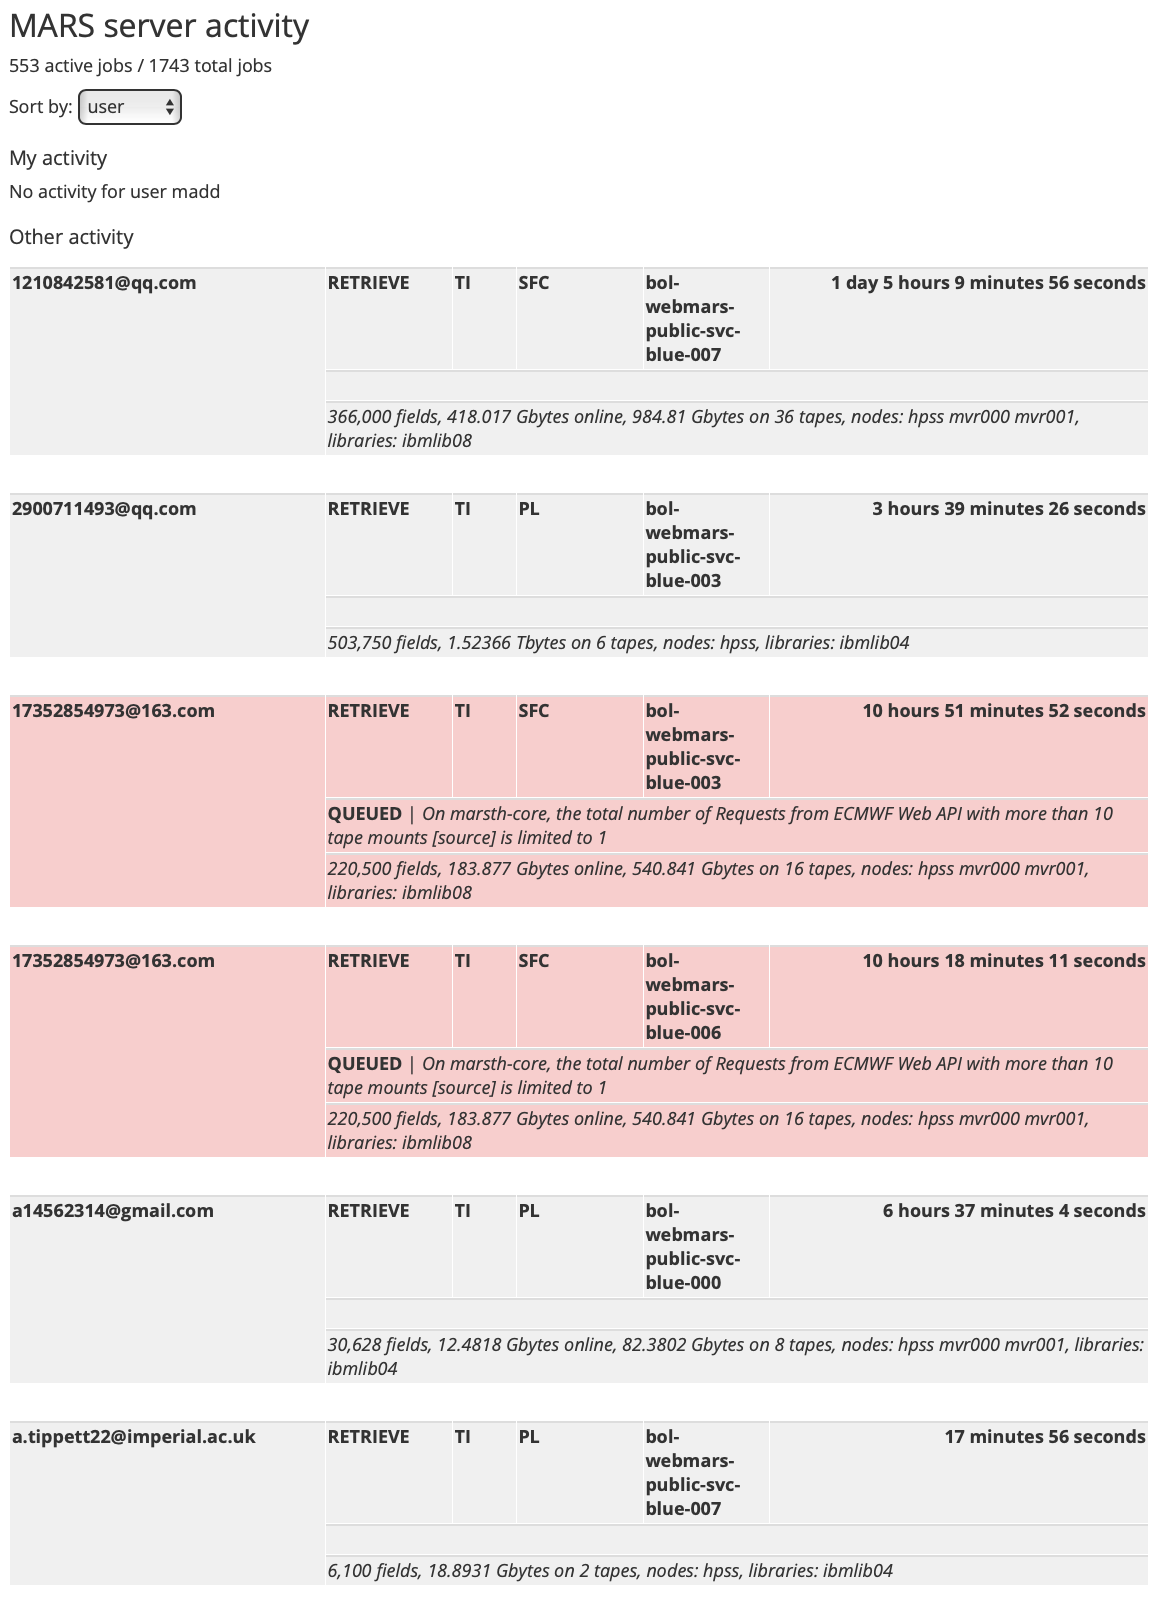 MARS server activity
553 active jobs / 1743 total jobs
Sort by: user
My activity
No activity for user madd
Other activity
1210842581@qq.com RETRIEVE TI SFC bol- 1 day 5 hours 9 minutes 56 seconds
webmars-
public-svc-
blue-007
366,000 fields, 418.017 Gbytes online, 984.81 Gbytes on 36 tapes, nodes: hpss mvr000 mvr001,
libraries: ibmlib08
2900711493@qq.com RETRIEVE TI PL bol- 3 hours 39 minutes 26 seconds
webmars-
public-svc-
blue-003
503,750 fields, 1.52366 Tbytes on 6 tapes, nodes: hpss, libraries: ibmlib04
17352854973@163.com RETRIEVE TI SFC bol- 10 hours 51 minutes 52 seconds
webmars-
public-svc-
blue-003
QUEUED | On marsth-core, the total number of Requests from ECMWF Web API with more than 10
tape mounts [source] is limited to 1
220,500 fields, 183.877 Gbytes online, 540.841 Gbytes on 16 tapes, nodes: hpss mvr000 mvr001,
libraries: ibmlib08
17352854973@163.com RETRIEVE TI SFC bol- 10 hours 18 minutes 11 seconds
webmars-
public-svc-
blue-006
QUEUED | On marsth-core, the total number of Requests from ECMWF Web API with more than 10
tape mounts [source] is limited to 1
220,500 fields, 183.877 Gbytes online, 540.841 Gbytes on 16 tapes, nodes: hpss mvr000 mvr001,
libraries: ibmlib08
a14562314@gmail.com RETRIEVE TI PL bol- 6 hours 37 minutes 4 seconds
webmars-
public-svc-
blue-000
30,628 fields, 12.4818 Gbytes online, 82.3802 Gbytes on 8 tapes, nodes: hpss mvr000 mvr001, libraries:
ibmlib04
a.tippett22@imperial.ac.uk RETRIEVE TI PL bol- 17 minutes 56 seconds
webmars-
public-svc-
blue-007
6,100 fields, 18.8931 Gbytes on 2 tapes, nodes: hpss, libraries: ibmlib04